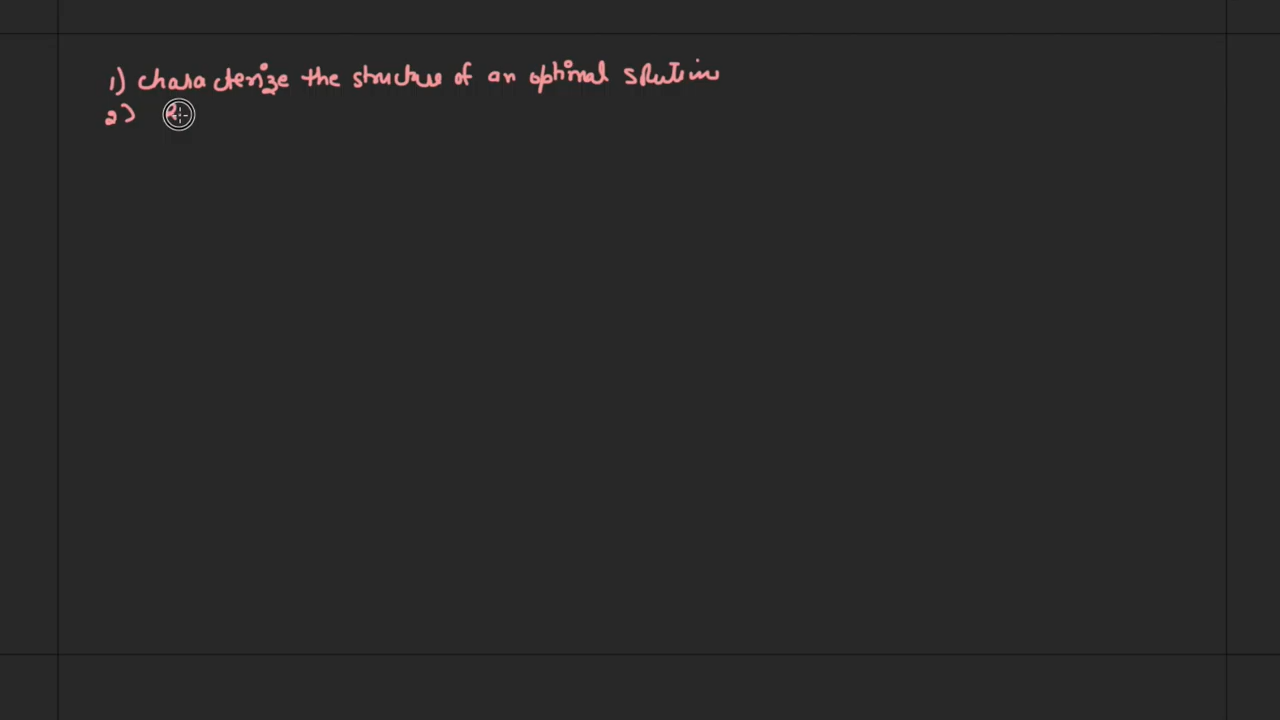 1) characterize the structure of an optimal solution
2) R